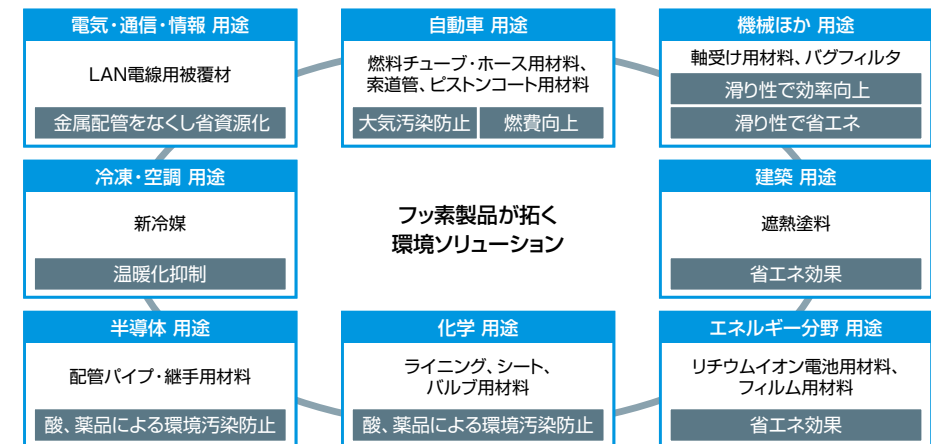 電気・通信・情報 用途
LAN電線用被覆材
金属配管をなくし省資源化
自動車 用途
燃料チューブ・ホース用材料、
索道管、ピストンコート用材料
大気汚染防止
燃費向上
機械ほか 用途
軸受け用材料、バグフィルタ
滑り性で効率向上
滑り性で省エネ
冷凍・空調 用途
新冷媒
温暖化抑制
フッ素製品が拓く
環境ソリューション
建築 用途
遮熱塗料
省エネ効果
半導体 用途
配管パイプ・継手用材料
酸、薬品による環境汚染防止
化学 用途
ライニング、シート、
バルブ用材料
酸、薬品による環境汚染防止
エネルギー分野 用途
リチウムイオン電池用材料、
フィルム用材料
省エネ効果